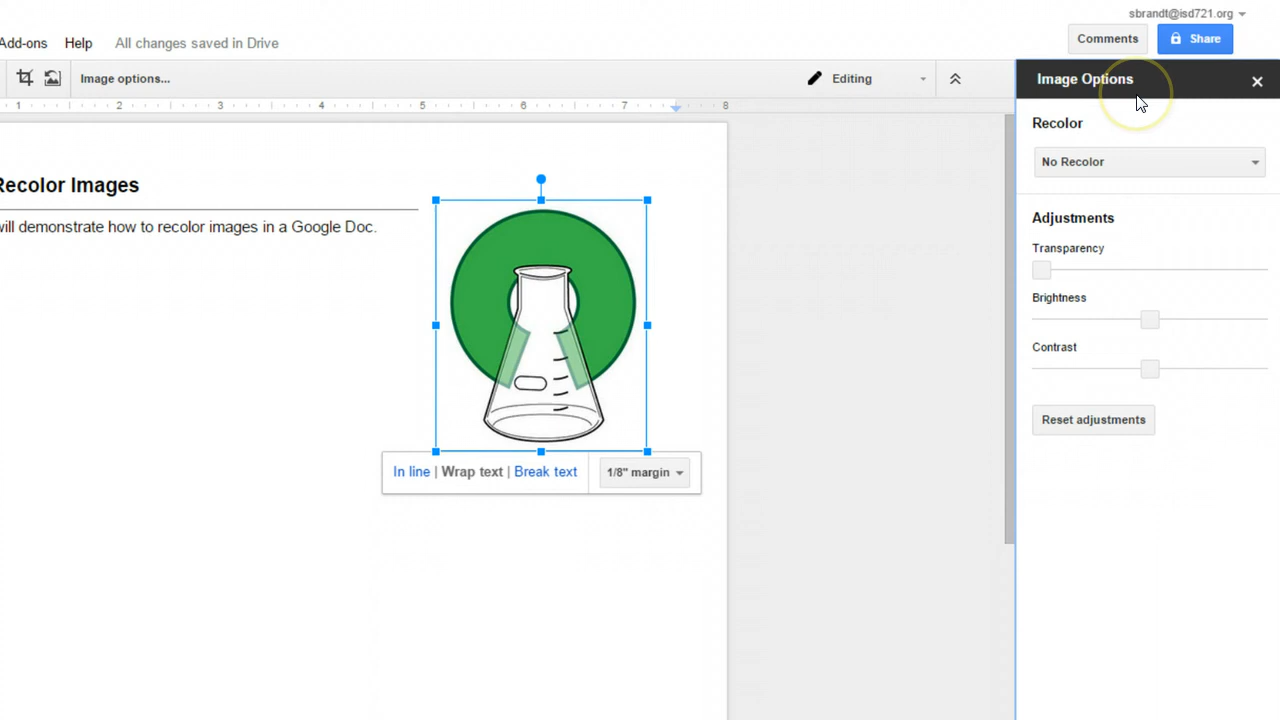 sbrandt@isd721.org
Add-ons Help All changes saved in Drive
Comments Share
Image options... Editing
Image Options
1 2 3 4 5 6 7 8
Recolor
No Recolor
Recolor Images
will demonstrate how to recolor images in a Google Doc.
Adjustments
Transparency
Brightness
Contrast
Reset adjustments
In line | Wrap text | Break text 1/8" margin